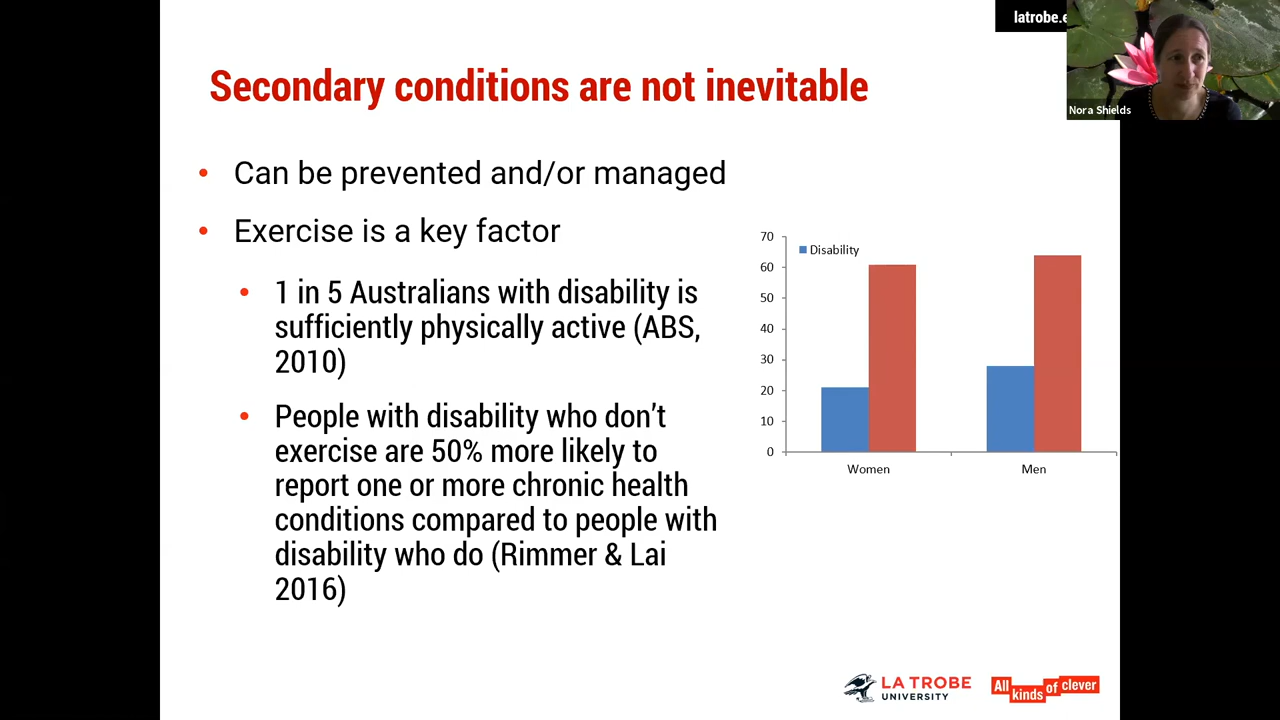 latrobe.e
Nora Shields
Secondary conditions are not inevitable
• Can be prevented and/or managed
• Exercise is a key factor
• 1 in 5 Australians with disability is
sufficiently physically active (ABS,
2010)
• People with disability who don't
exercise are 50% more likely to
report one or more chronic health
conditions compared to people with
disability who do (Rimmer & Lai
2016)
70
60
50
40
30
20
10
0
Disability
Women
Men
LA TROBE
UNIVERSITY
All kinds of clever